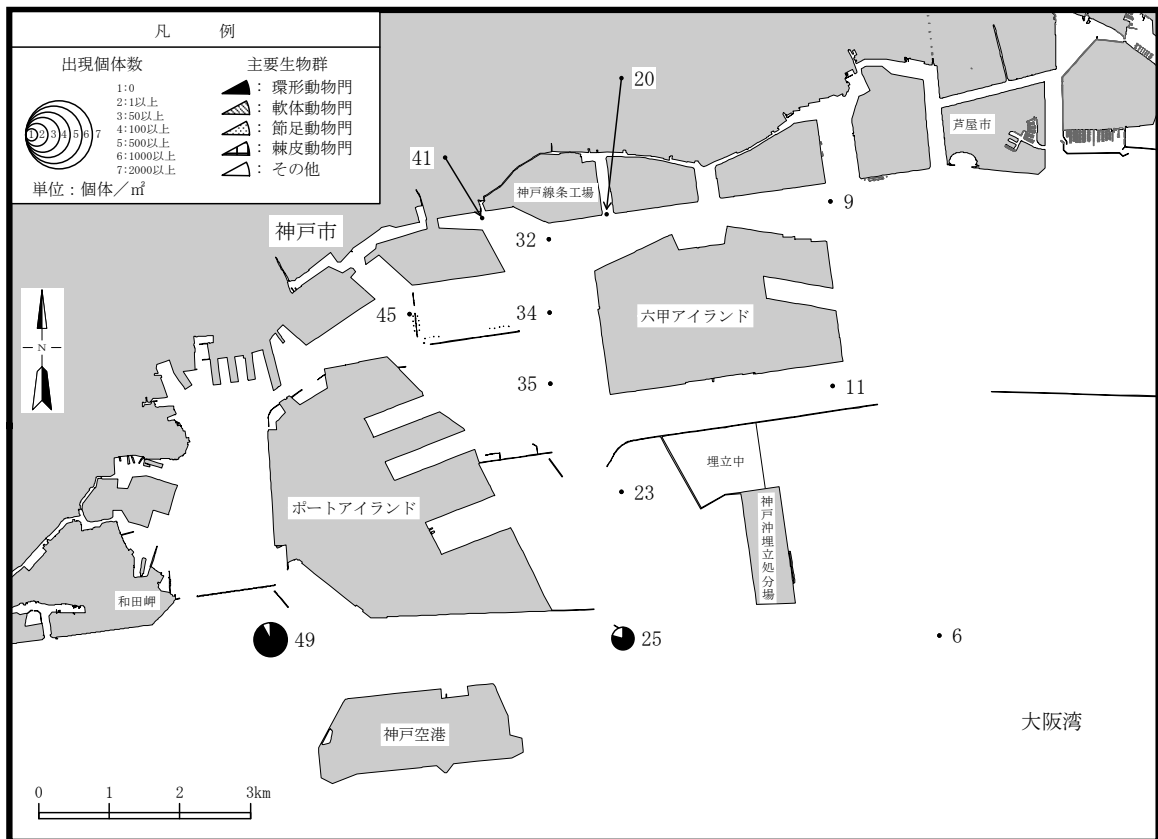 凡 例
出現個体数
1 2 3 4 5 6 7
1:0
2:1以上
3:50以上
4:100以上
5:500以上
6:1000以上
7:2000以上
単位:個体/㎡
主要生物群
: 環形動物門
: 軟体動物門
: 節足動物門
: 棘皮動物門
: その他
20
41
芦屋市
神戸線条工場
9
神戸市
32
45
34
六甲アイランド
N
35
11
埋立中
23
ポートアイランド
神戸沖埋立処分場
和田岬
49
25
6
大阪湾
神戸空港
0 1 2 3km